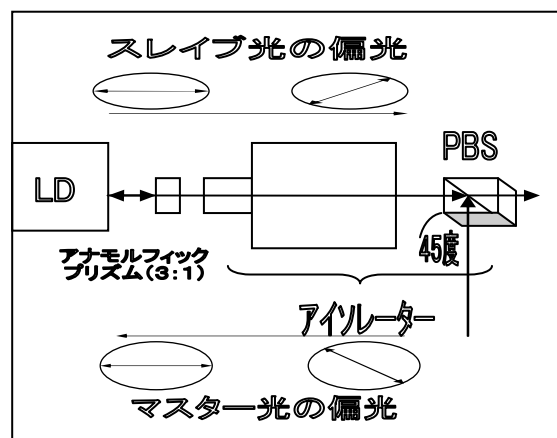 スレイブ光の偏光
PBS
LD
45度
アナモルフィック
プリズム(3:1)
アイソレーター
マスター光の偏光